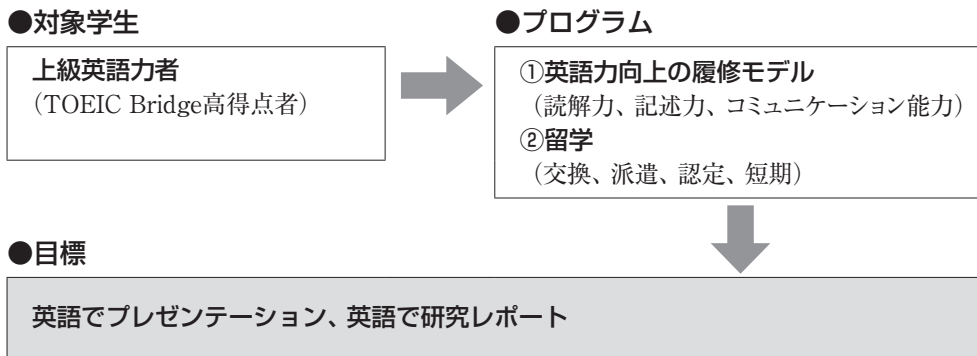 ●対象学生
上級英語力者
（TOEIC Bridge高得点者）
●プログラム
①英語力向上の履修モデル
（読解力、記述力、コミュニケーション能力）
②留学
（交換、派遣、認定、短期）
●目標
英語でプレゼンテーション、英語で研究レポート